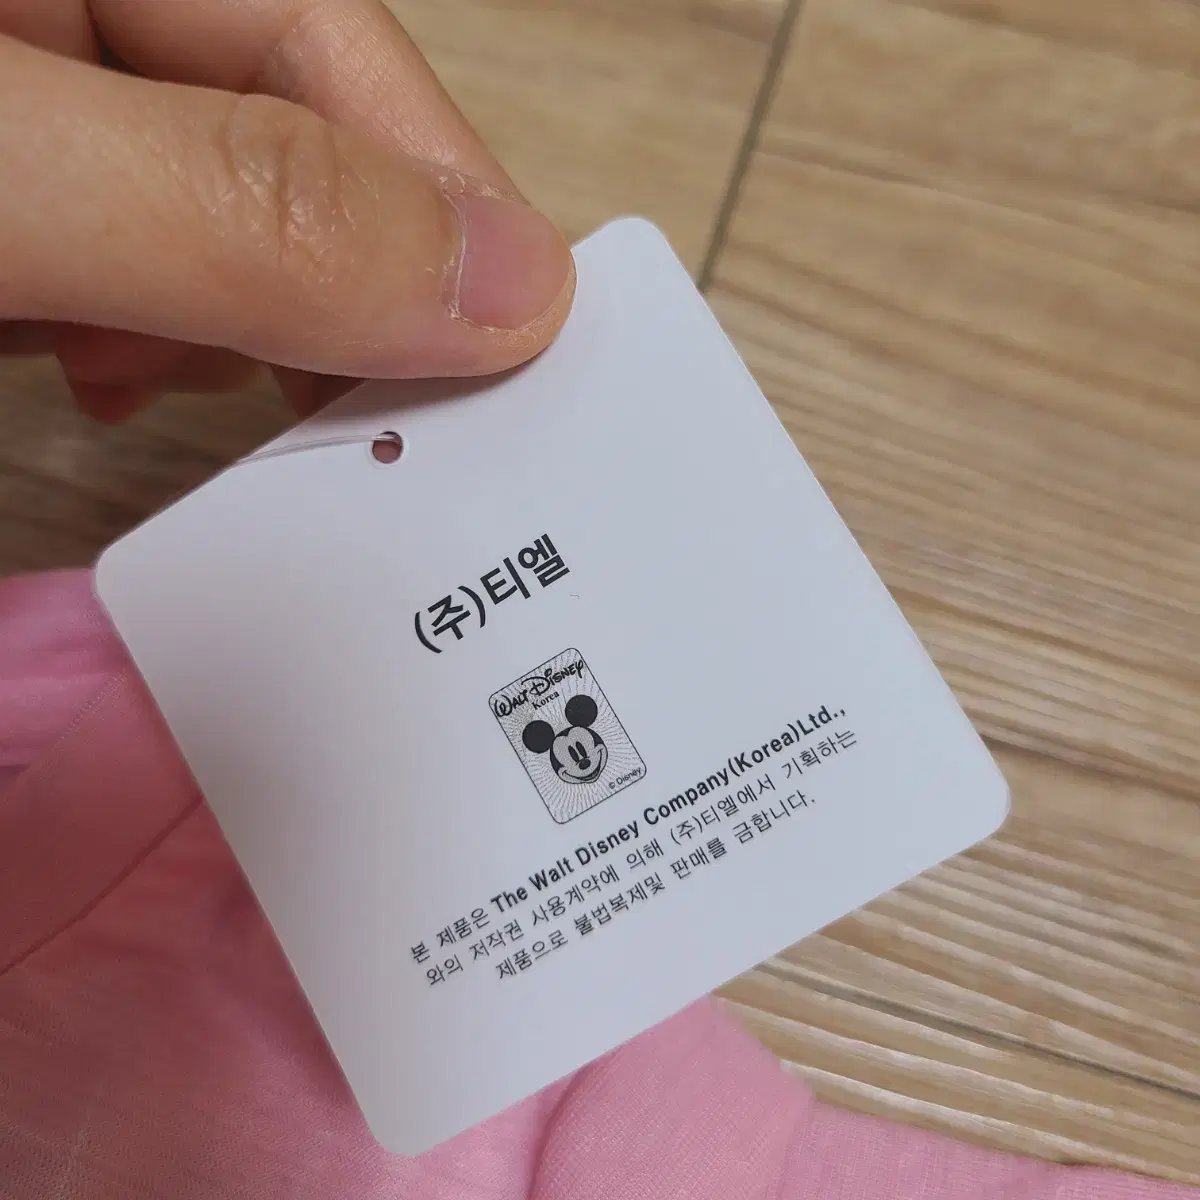 (주)티엘
WALT DISNEY
Korea
© Disney
본 제품은 The Walt Disney Company(Korea)Ltd.,
와의 저작권 사용계약에 의해 (주)티엘에서 기획하는
제품으로 불법복제및 판매를 금합니다.